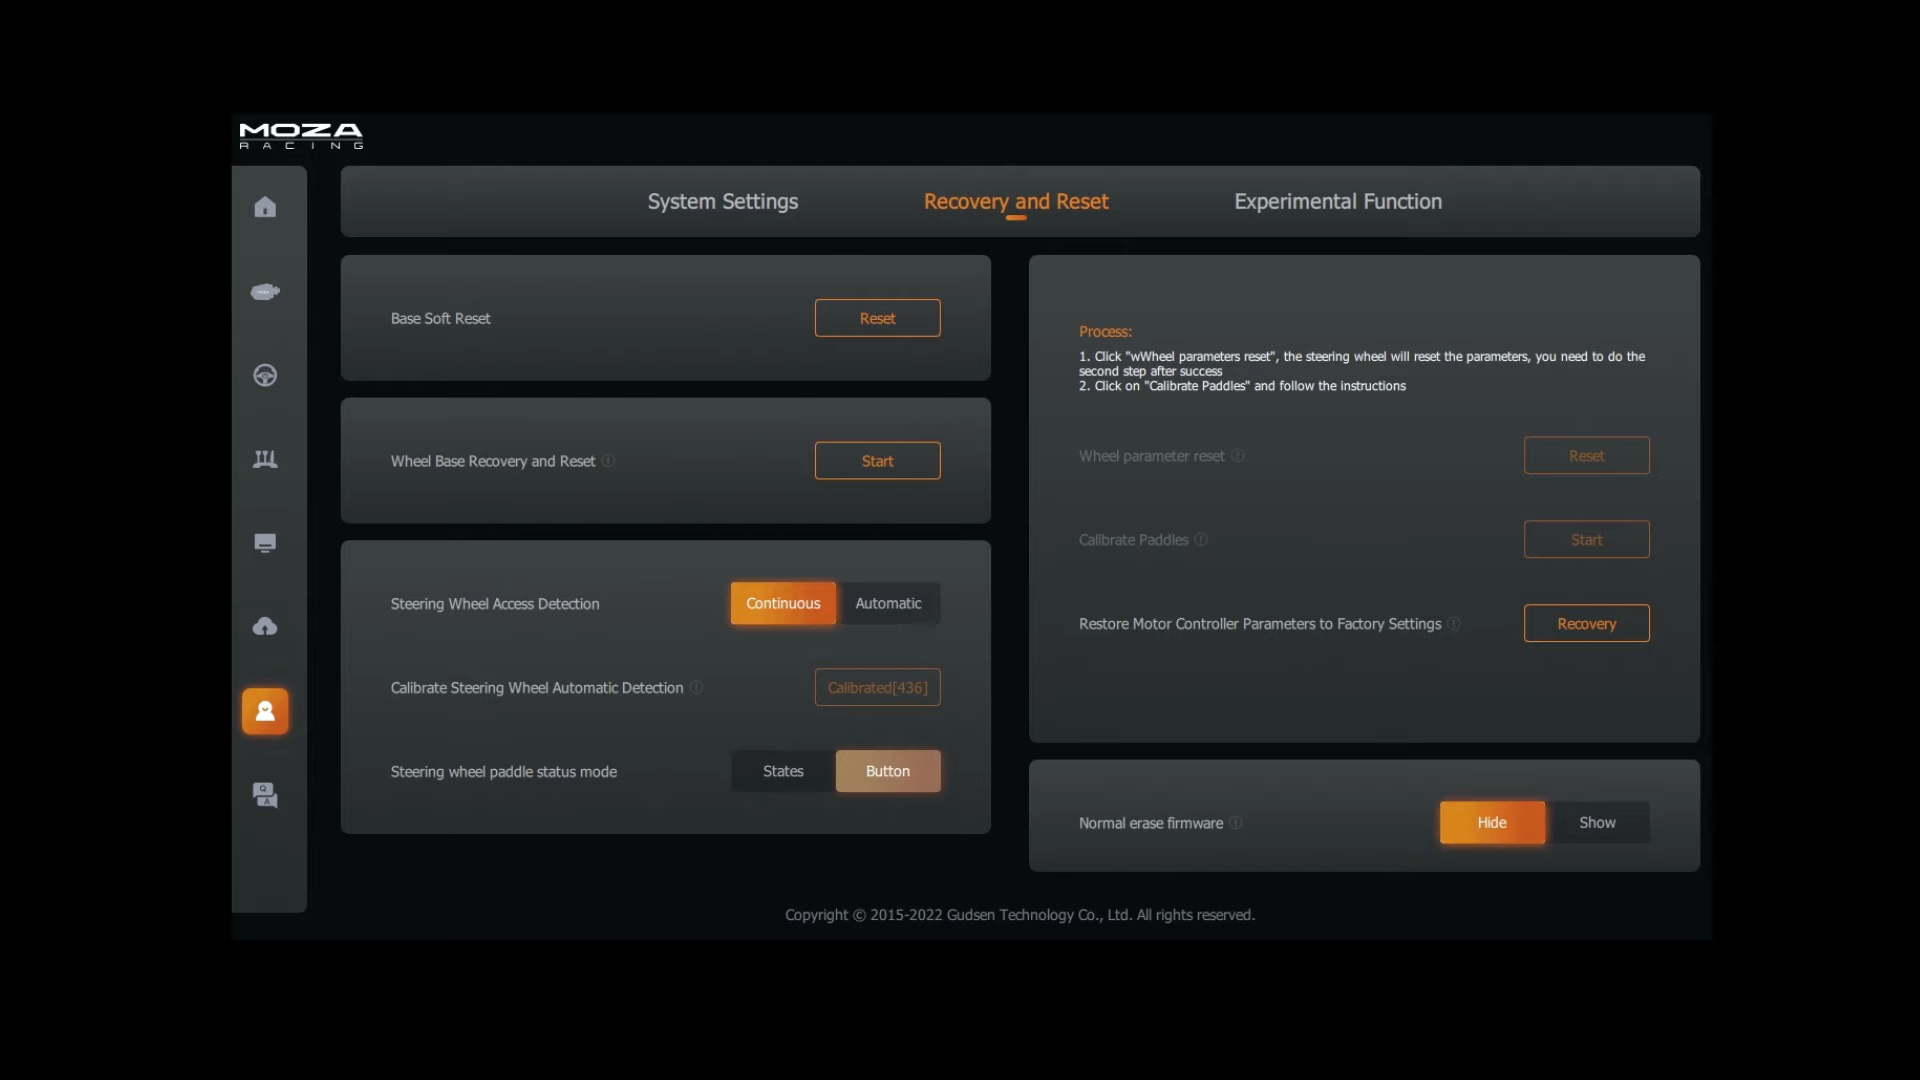 MOZA
RACING
System Settings
Recovery and Reset
Experimental Function
Base Soft Reset
Reset
Wheel Base Recovery and Reset
Start
Steering Wheel Access Detection
Continuous
Automatic
Calibrate Steering Wheel Automatic Detection
Calibrated[436]
Steering wheel paddle status mode
States
Button
Process:
1. Click "wWheel parameters reset", the steering wheel will reset the parameters, you need to do the
second step after success
2. Click on "Calibrate Paddles" and follow the instructions
Wheel parameter reset
Reset
Calibrate Paddles
Start
Restore Motor Controller Parameters to Factory Settings
Recovery
Normal erase firmware
Hide
Show
Q
A
Copyright © 2015-2022 Gudsen Technology Co., Ltd. All rights reserved.